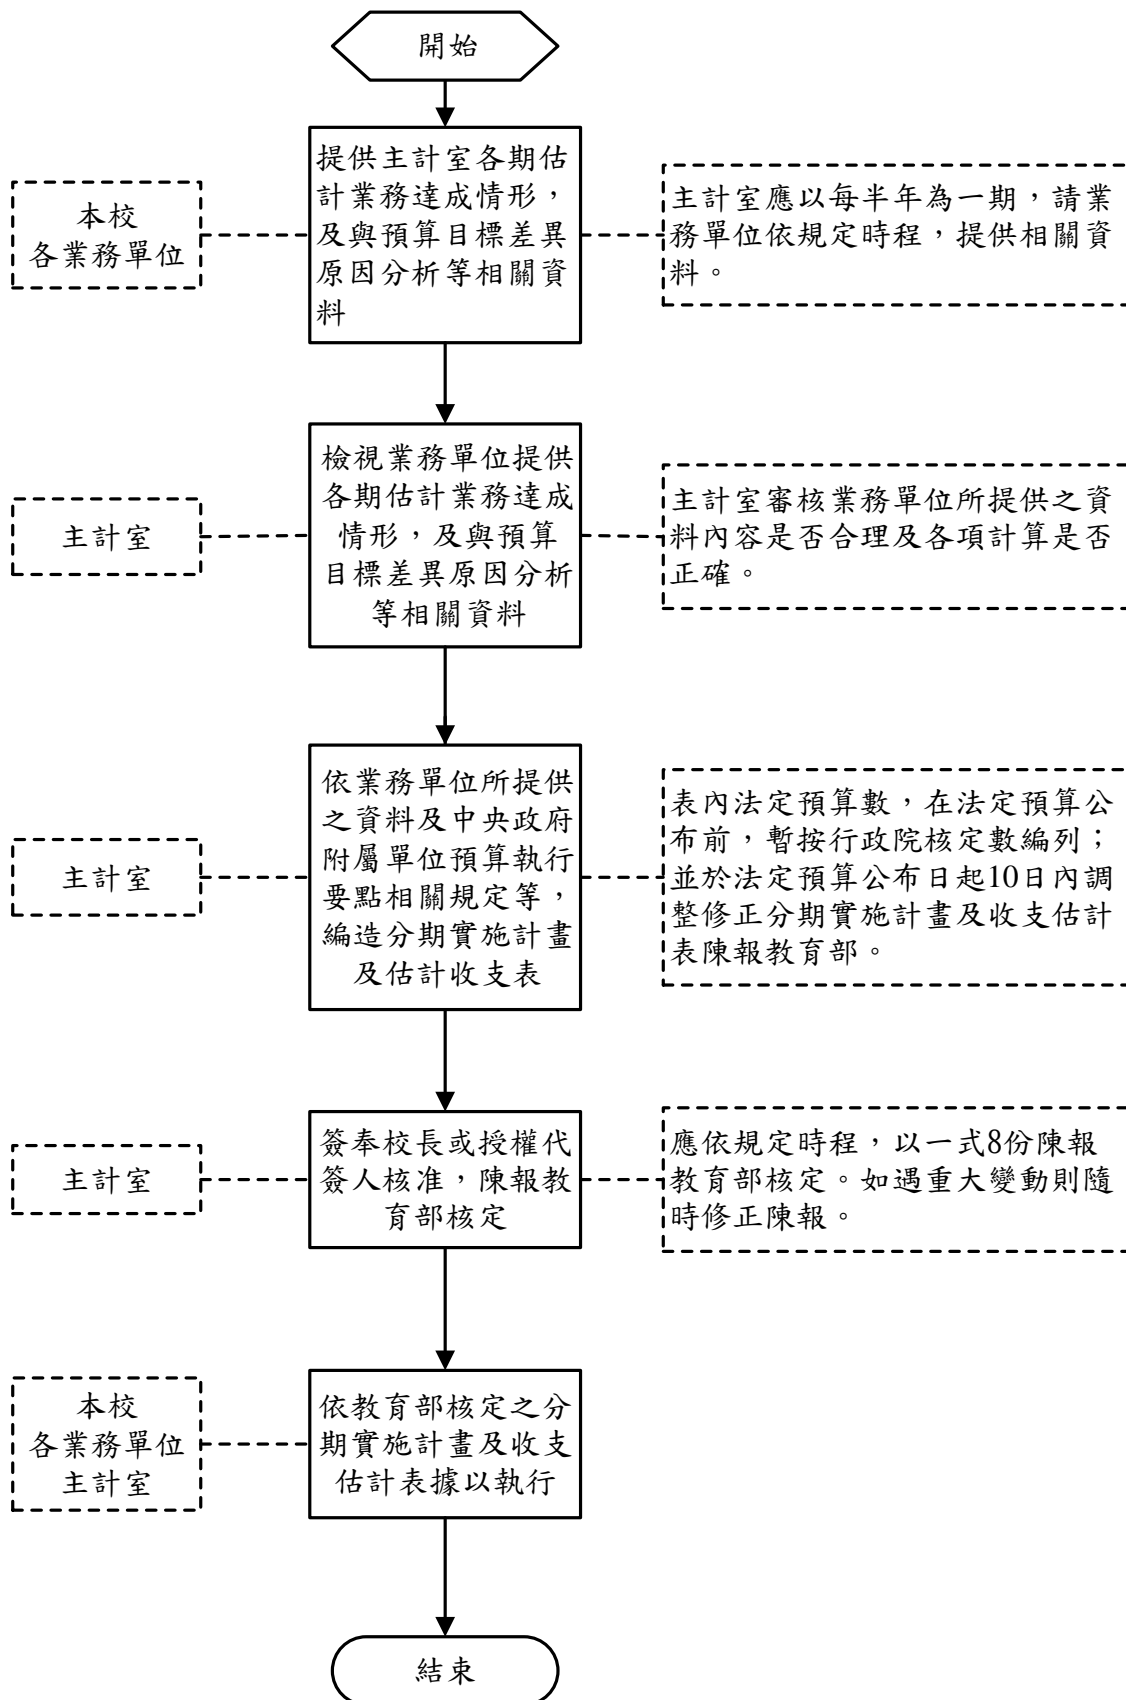 開始
提供主計室各期估
計業務達成情形，
及與預算目標差異
原因分析等相關資
料
本校
各業務單位
主計室應以每半年為一期，請業
務單位依規定時程，提供相關資
料。
檢視業務單位提供
各期估計業務達成
情形，及與預算
目標差異原因分析
等相關資料
主計室
主計室審核業務單位所提供之資
料內容是否合理及各項計算是否
正確。
依業務單位所提供
之資料及中央政府
附屬單位預算執行
要點相關規定等，
編造分期實施計畫
及估計收支表
主計室
表內法定預算數，在法定預算公
布前，暫按行政院核定數編列；
並於法定預算公布日起10日內調
整修正分期實施計畫及收支估計
表陳報教育部。
簽奉校長或授權代
簽人核准，陳報教
育部核定
主計室
應依規定時程，以一式8份陳報
教育部核定。如遇重大變動則隨
時修正陳報。
依教育部核定之分
期實施計畫及收支
估計表據以執行
本校
各業務單位
主計室
結束